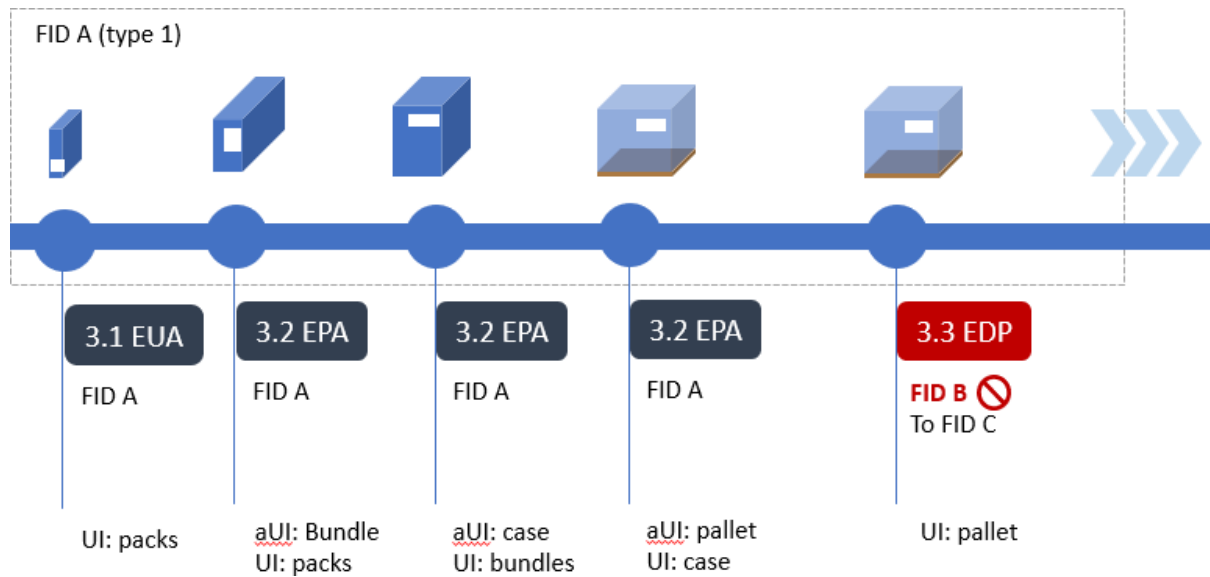 FID A (type 1)
3.1 EUA
3.2 EPA
3.2 EPA
3.2 EPA
3.3 EDP
FID A
FID A
FID A
FID A
FID B
To FID C
UI: packs
aUI: Bundle
UI: packs
aUI: case
UI: bundles
aUI: pallet
UI: case
UI: pallet